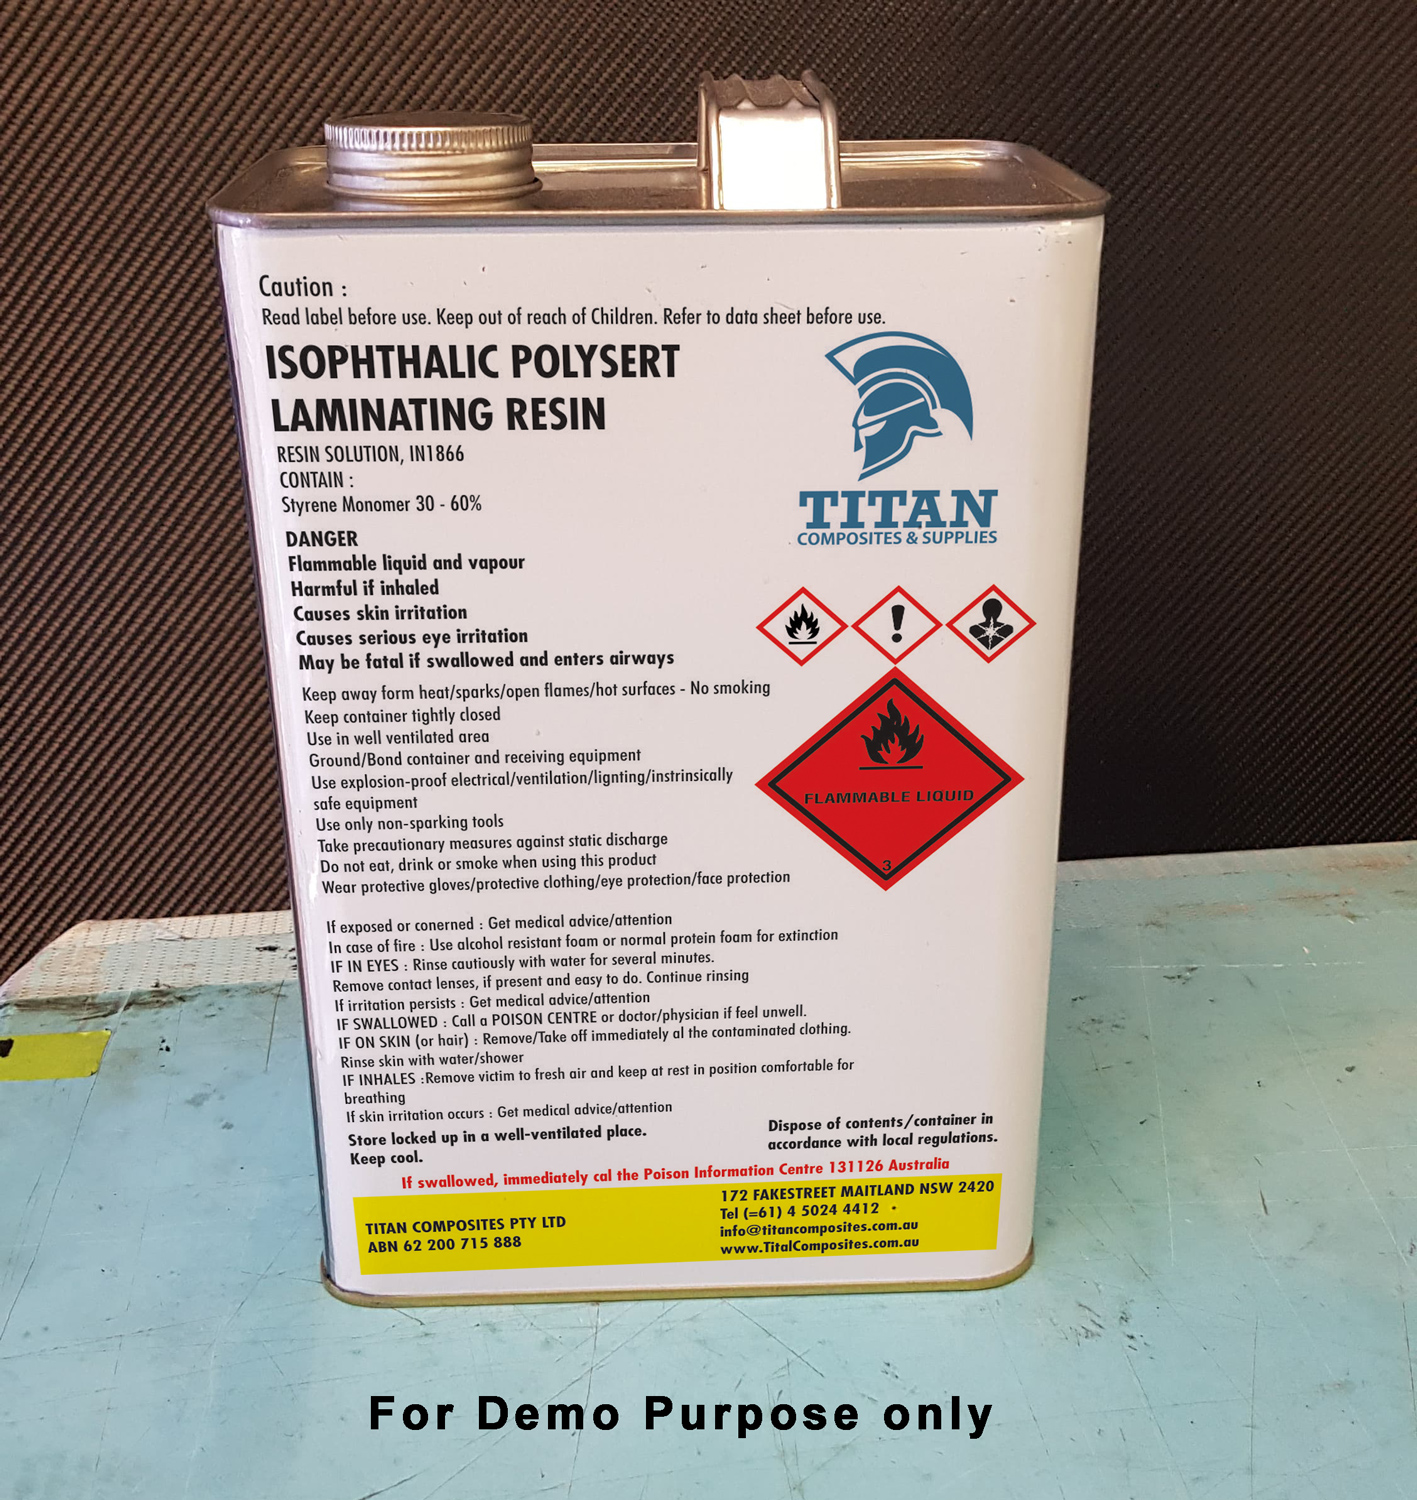 Caution :
Read label before use. Keep out of reach of Children. Refer to data sheet before use.
ISOPHTHALIC POLYSERT
LAMINATING RESIN
RESIN SOLUTION, IN1866
CONTAIN :
Styrene Monomer 30 - 60%
TITAN
COMPOSITES & SUPPLIES
DANGER
Flammable liquid and vapour
Harmful if inhaled
Causes skin irritation
Causes serious eye irritation
May be fatal if swallowed and enters airways
Keep away form heat/sparks/open flames/hot surfaces - No smoking
Keep container tightly closed
Use in well ventilated area
Ground/Bond container and receiving equipment
Use explosion-proof electrical/ventilation/lignting/instrinsically
safe equipment
Use only non-sparking tools
Take precautionary measures against static discharge
Do not eat, drink or smoke when using this product
Wear protective gloves/protective clothing/eye protection/face protection
FLAMMABLE LIQUID
3
If exposed or conerned : Get medical advice/attention
In case of fire : Use alcohol resistant foam or normal protein foam for extinction
IF IN EYES : Rinse cautiously with water for several minutes.
Remove contact lenses, if present and easy to do. Continue rinsing
If irritation persists : Get medical advice/attention
IF SWALLOWED : Call a POISON CENTRE or doctor/physician if feel unwell.
IF ON SKIN (or hair) : Remove/Take off immediately al the contaminated clothing.
Rinse skin with water/shower
IF INHALES :Remove victim to fresh air and keep at rest in position comfortable for
breathing
If skin irritation occurs : Get medical advice/attention
Store locked up in a well-ventilated place.
Keep cool.
Dispose of contents/container in
accordance with local regulations.
If swallowed, immediately cal the Poison Information Centre 131126 Australia
TITAN COMPOSITES PTY LTD
ABN 62 200 715 888
172 FAKESTREET MAITLAND NSW 2420
Tel (=61) 4 5024 4412
info@titancomposites.com.au
www.TitalComposites.com.au
For Demo Purpose only